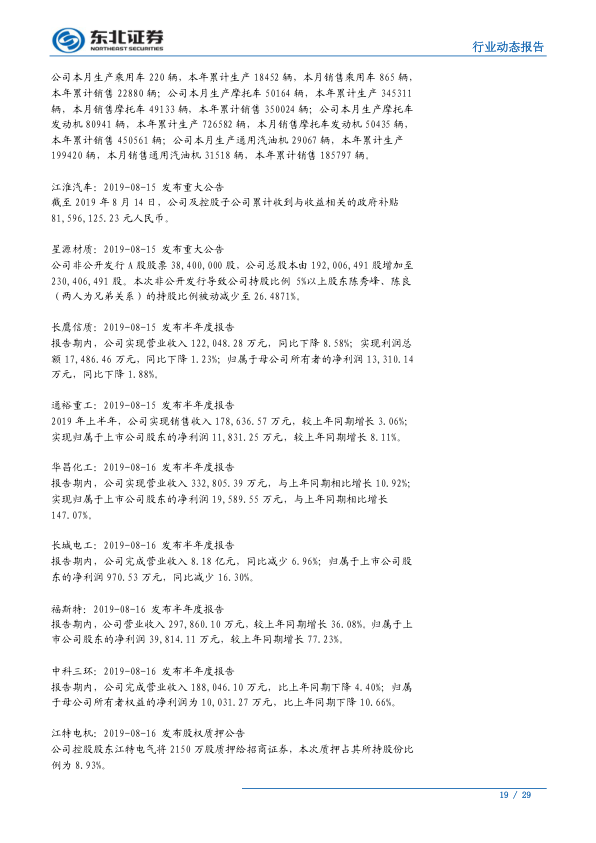 东北证券
NORTHEAST SECURITIES
行业动态报告
公司本月生产乘用车 220 辆，本年累计生产 18452 辆，本月销售乘用车 865 辆，
本年累计销售 22880 辆；公司本月生产摩托车 50164 辆，本年累计生产 345311
辆，本月销售摩托车 49133 辆，本年累计销售 350024 辆；公司本月生产摩托车
发动机 80941 辆，本年累计生产 726582 辆，本月销售摩托车发动机 50435 辆，
本年累计销售 450561 辆；公司本月生产通用汽油机 29067 辆，本年累计生产
199420 辆，本月销售通用汽油机 31518 辆，本年累计销售 185797 辆。
江淮汽车：2019-08-15 发布重大公告
截至 2019 年 8 月 14 日，公司及控股子公司累计收到与收益相关的政府补贴
81,596,125.23 元人民币。
星源材质：2019-08-15 发布重大公告
公司非公开发行 A 股股票 38,400,000 股，公司总股本由 192,006,491 股增加至
230,406,491 股。本次非公开发行导致公司持股比例 5%以上股东陈秀峰、陈良
（两人为兄弟关系）的持股比例被动减少至 26.4871%。
长鹰信质：2019-08-15 发布半年度报告
报告期内，公司实现营业收入 122,048.28 万元，同比下降 8.58%；实现利润总
额 17,486.46 万元，同比下降 1.23%；归属于母公司所有者的净利润 13,310.14
万元，同比下降 1.88%。
通裕重工：2019-08-15 发布半年度报告
2019 年上半年，公司实现销售收入 178,636.57 万元，较上年同期增长 3.06%；
实现归属于上市公司股东的净利润 11,831.25 万元，较上年同期增长 8.11%。
华昌化工：2019-08-16 发布半年度报告
报告期内，公司实现营业收入 332,805.39 万元，与上年同期相比增长 10.92%；
实现归属于上市公司股东的净利润 19,589.55 万元，与上年同期相比增长
147.07%。
长城电工：2019-08-16 发布半年度报告
报告期内，公司完成营业收入 8.18 亿元，同比减少 6.96%；归属于上市公司股
东的净利润 970.53 万元，同比减少 16.30%。
福斯特：2019-08-16 发布半年度报告
报告期内，公司营业收入 297,860.10 万元，较上年同期增长 36.08%。归属于上
市公司股东的净利润 39,814.11 万元，较上年同期增长 77.23%。
中科三环：2019-08-16 发布半年度报告
报告期内，公司完成营业收入 188,046.10 万元，比上年同期下降 4.40%；归属
于母公司所有者权益的净利润为 10,031.27 万元，比上年同期下降 10.66%。
江特电机：2019-08-16 发布股权质押公告
公司控股股东江特电气将 2150 万股质押给招商证券，本次质押占其所持股份比
例为 8.93%。
19 / 29